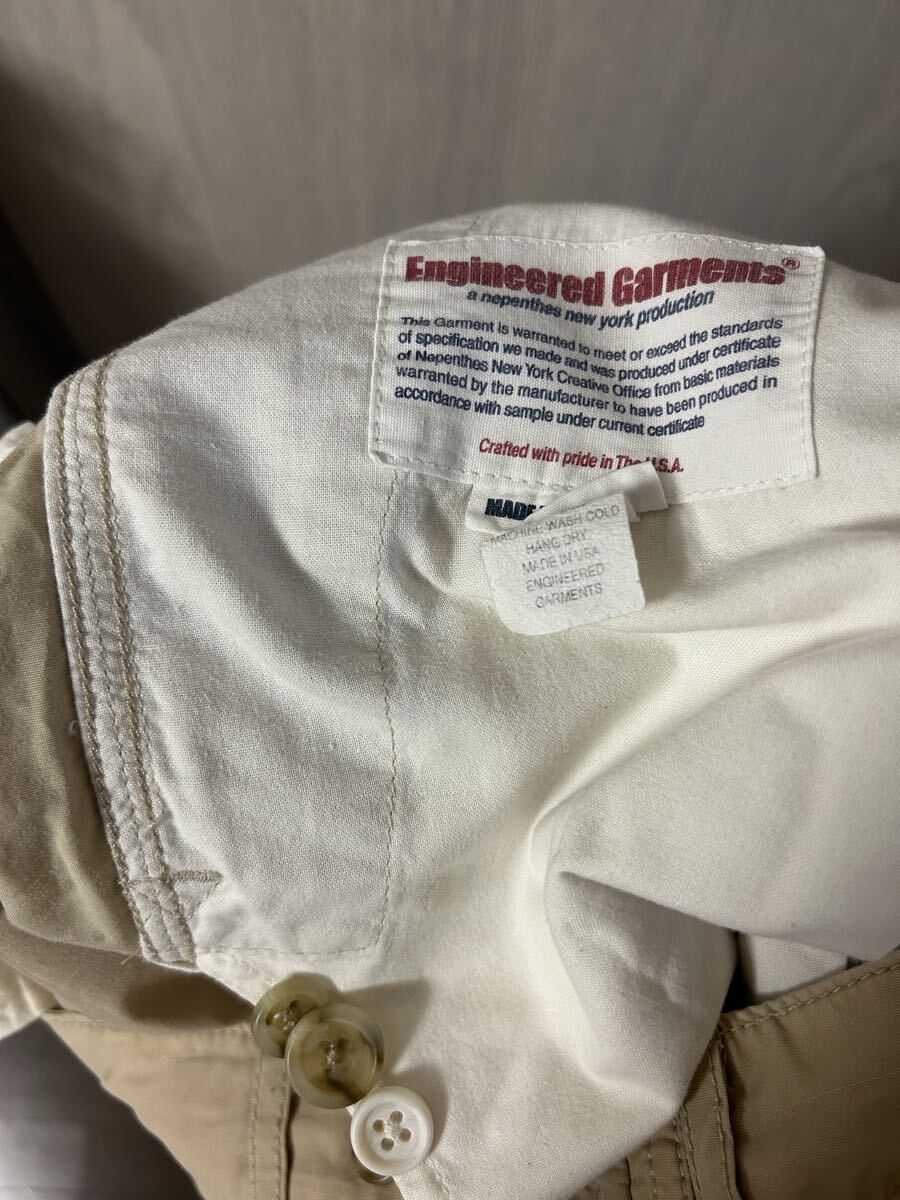 Engineered Garments®
a nepenthes new york production
This Garment is warranted to meet or exceed the standards
of specification we made and was produced under certificate
of Nepenthes New York Creative Office from basic materials
warranted by the manufacturer to have been produced in
accordance with sample under current certificate
Crafted with pride in The U.S.A.
MADE
MACHINE WASH COLD
HANG DRY
MADE IN USA
ENGINEERED
GARMENTS